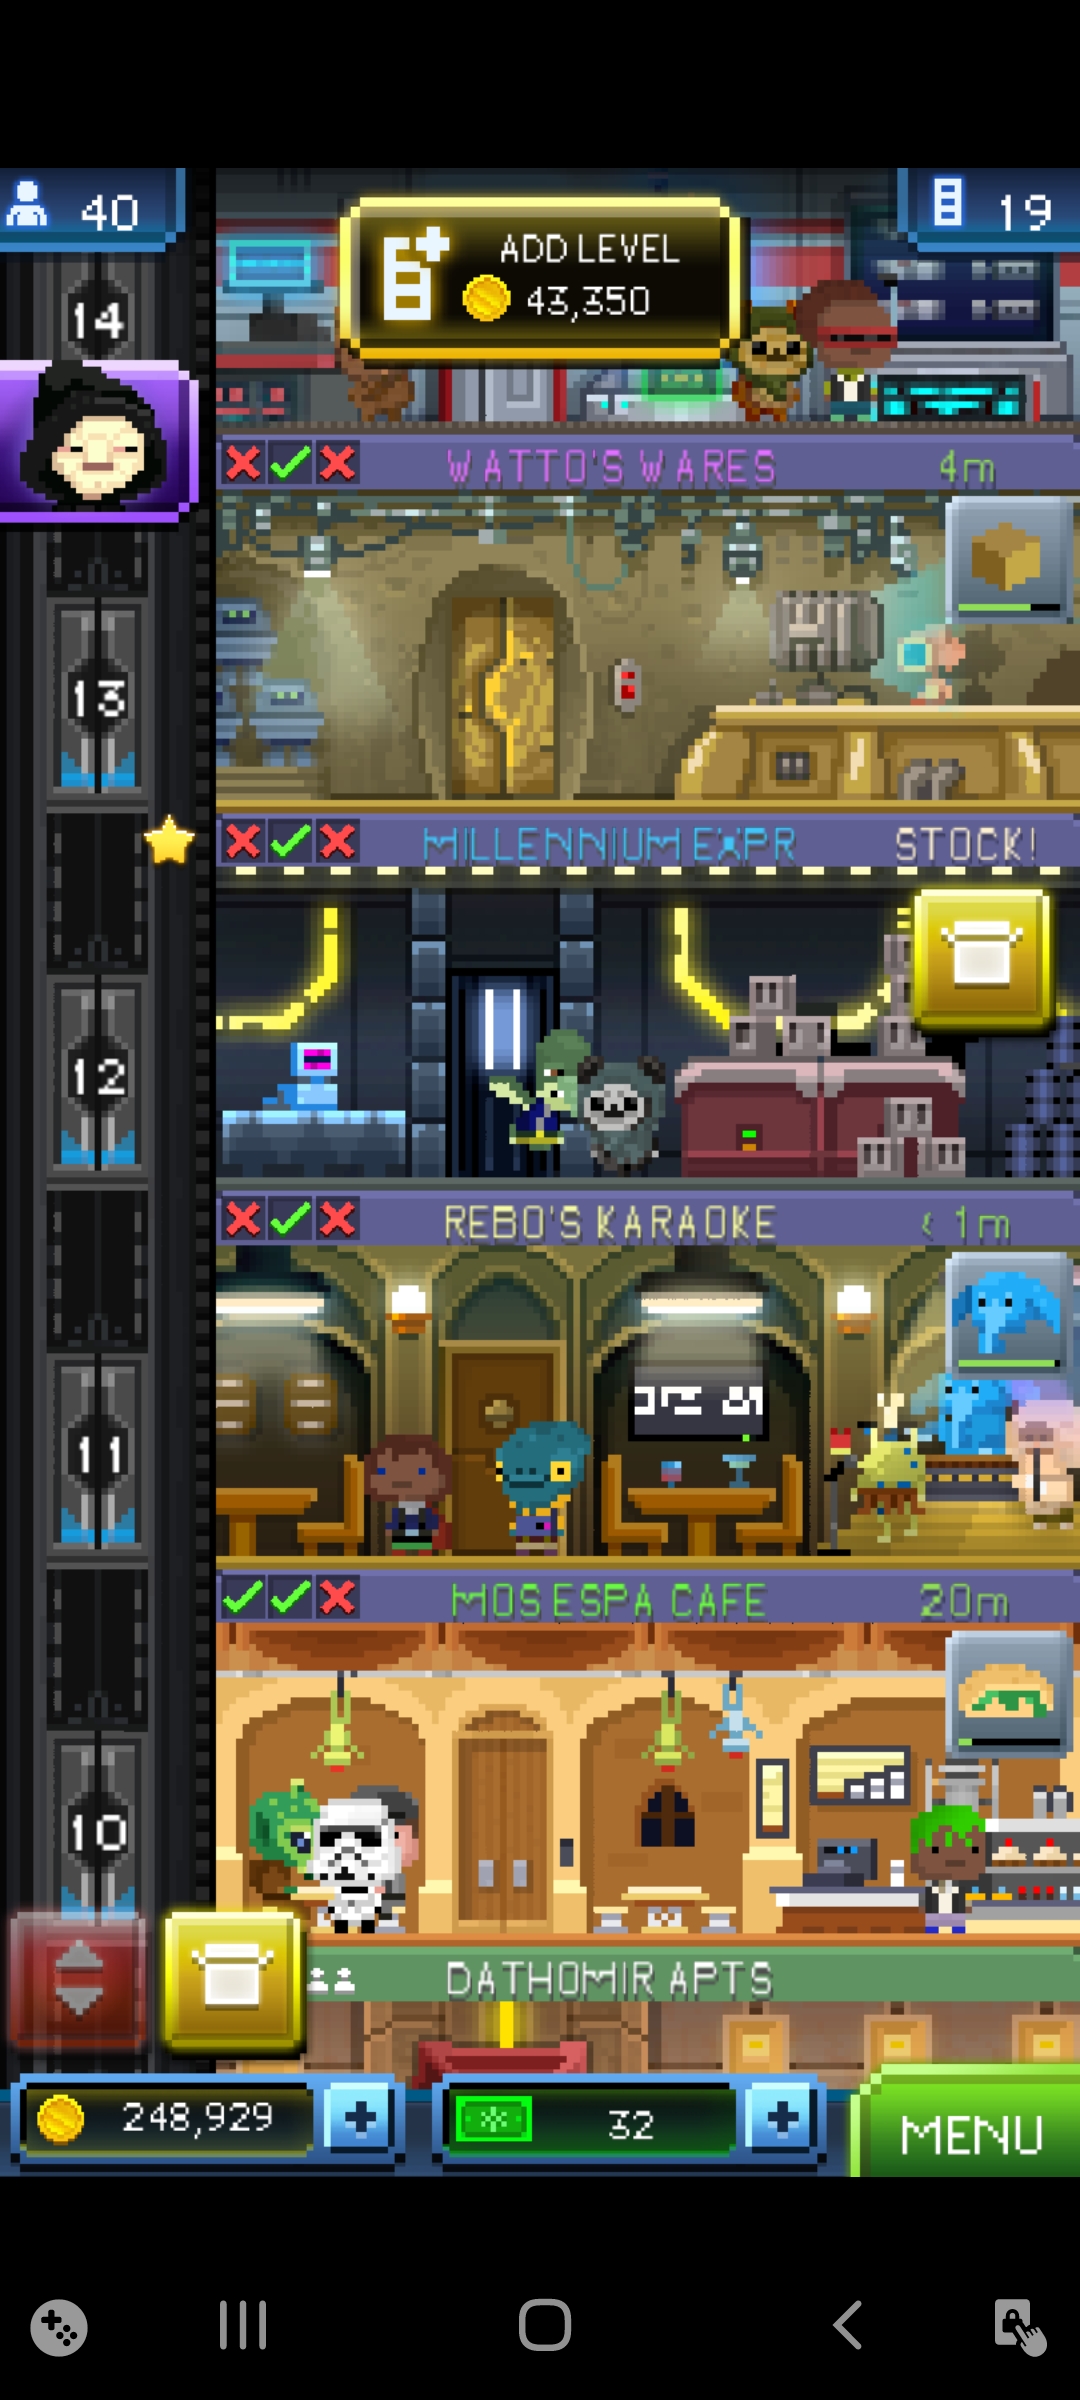 40
ADD LEVEL
43,350
19
14
WATTO'S WARES
4m
13
MILLENNIUM EXPR
STOCK!
12
REBO'S KARAOKE
< 1m
11
MOS ESPA CAFE
20m
10
DATHOMIR APTS
248,929
32
MENU